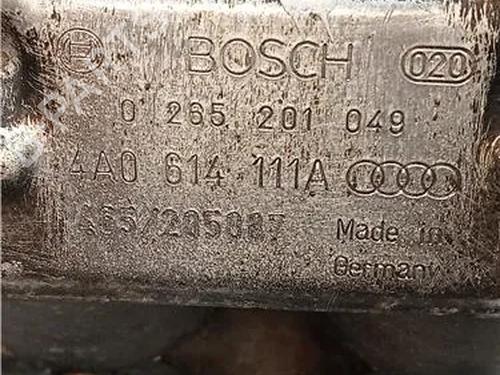 BOSCH 020
0 265 201 049
4A0 614 111A
Made in
Germany